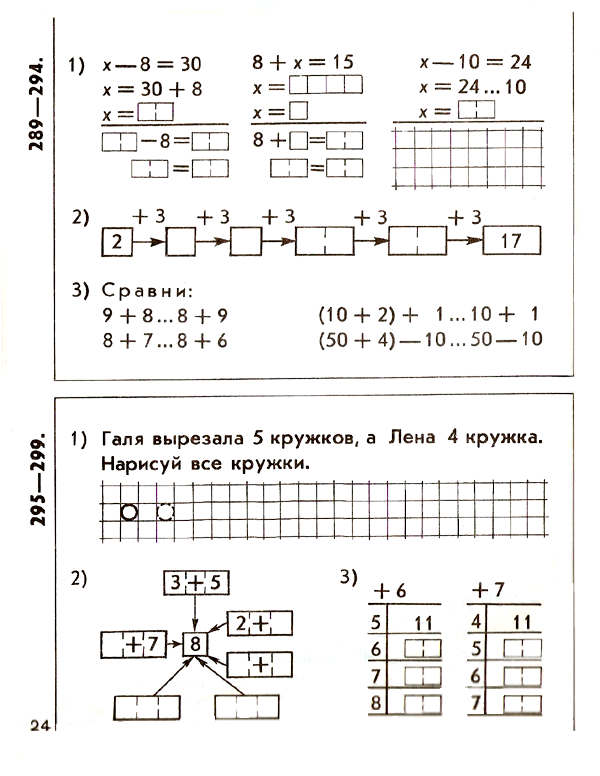 289—294.
1) x — 8 = 30 8 + x = 15 x — 10 = 24
x = 30 + 8 x = x = 24 ... 10
x = x = x =
— 8 = 8 + =
= =
2) + 3 + 3 + 3 + 3 + 3
2 17
3) Сравни:
9 + 8 ... 8 + 9 (10 + 2) + 1 ... 10 + 1
8 + 7 ... 8 + 6 (50 + 4) — 10 ... 50 — 10
295—299.
1) Галя вырезала 5 кружков, а Лена 4 кружка.
Нарисуй все кружки.
2) 3 + 5
2 +
+ 7 8
+
3) + 6 + 7
5 11 4 11
6 5
7 6
8 7
24